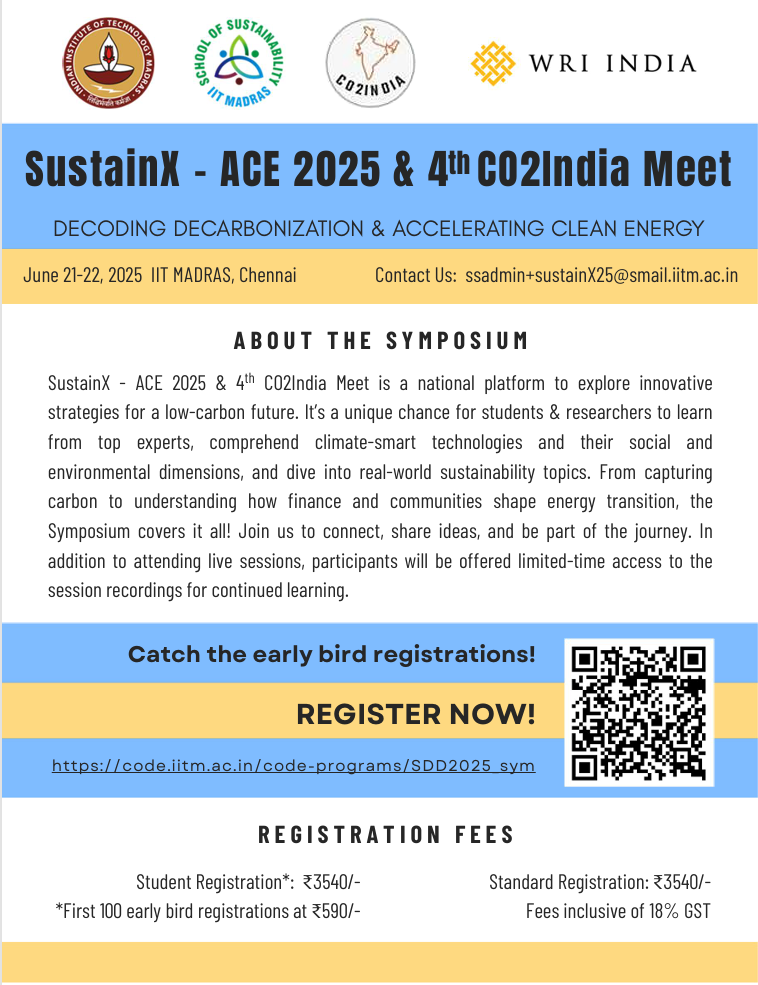 INDIAN INSTITUTE OF TECHNOLOGY MADRAS
सिद्धिर्भवति कर्मजा
SCHOOL OF SUSTAINABILITY
IIT MADRAS
CO2INDIA
WRI INDIA
SustainX - ACE 2025 & 4th CO2India Meet
DECODING DECARBONIZATION & ACCELERATING CLEAN ENERGY
June 21-22, 2025 IIT MADRAS, Chennai
Contact Us: ssadmin+sustainX25@smail.iitm.ac.in
ABOUT THE SYMPOSIUM
SustainX - ACE 2025 & 4th CO2India Meet is a national platform to explore innovative
strategies for a low-carbon future. It’s a unique chance for students & researchers to learn
from top experts, comprehend climate-smart technologies and their social and
environmental dimensions, and dive into real-world sustainability topics. From capturing
carbon to understanding how finance and communities shape energy transition, the
Symposium covers it all! Join us to connect, share ideas, and be part of the journey. In
addition to attending live sessions, participants will be offered limited-time access to the
session recordings for continued learning.
Catch the early bird registrations!
REGISTER NOW!
https://code.iitm.ac.in/code-programs/SDD2025_sym
REGISTRATION FEES
Student Registration*: ₹3540/-
*First 100 early bird registrations at ₹590/-
Standard Registration: ₹3540/-
Fees inclusive of 18% GST